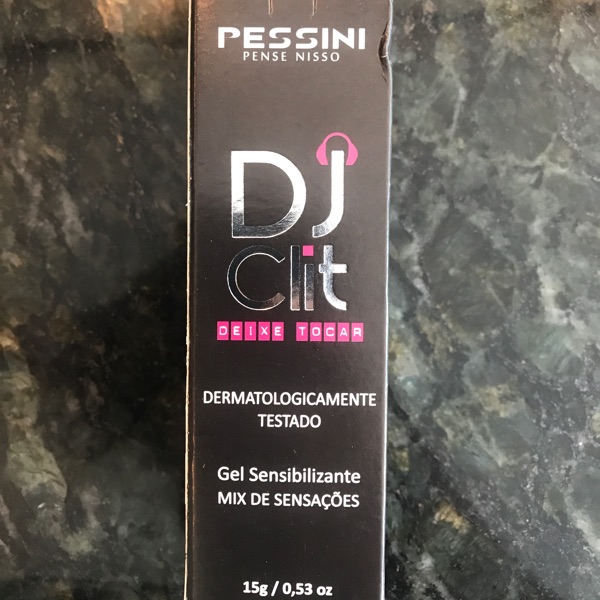 PESSINI
PENSE NISSO
DJ
Clit
DEIXE TOCAR
DERMATOLOGICAMENTE
TESTADO
Gel Sensibilizante
MIX DE SENSAÇÕES
15g / 0,53 oz